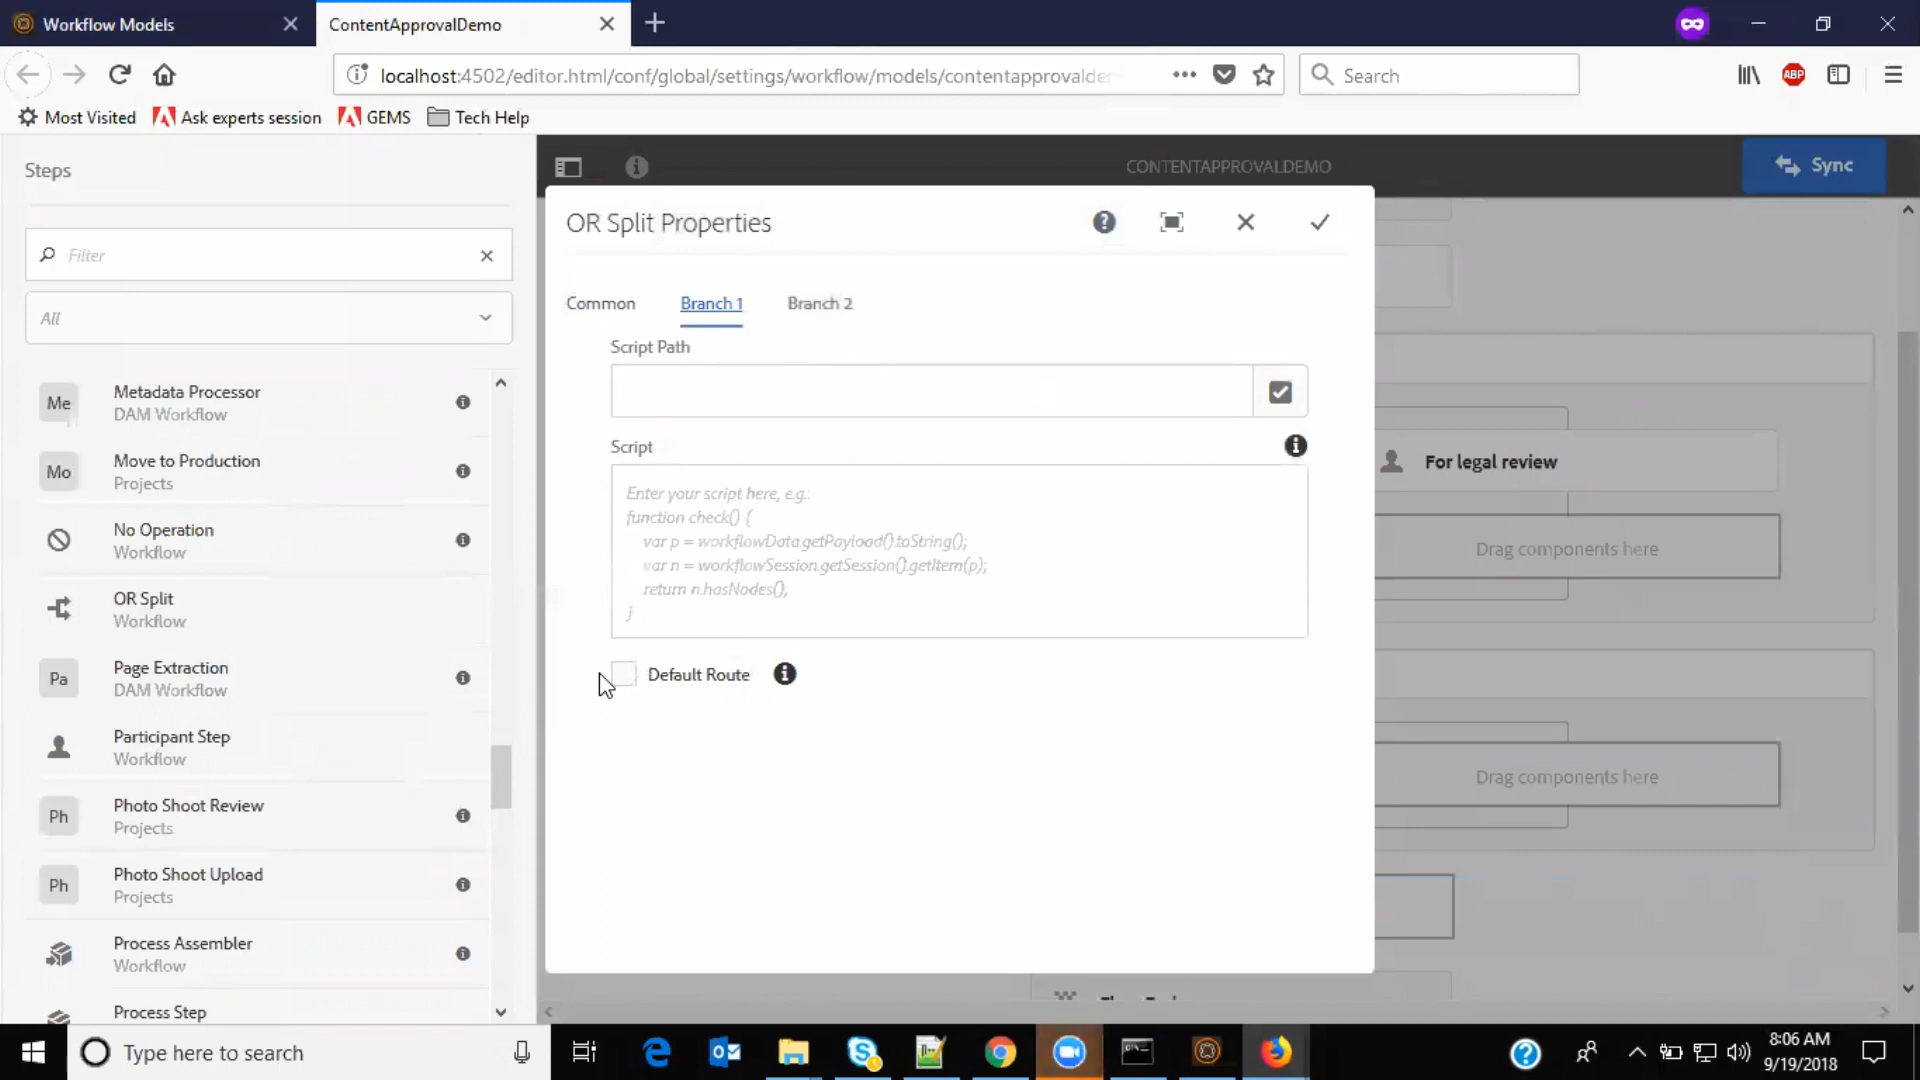 Workflow Models
ContentApprovalDemo
localhost:4502/editor.html/conf/global/settings/workflow/models/contentapprovalde
Search
ABP
Most Visited
Ask experts session
GEMS
Tech Help
Steps
CONTENTAPPROVALDEMO
Sync
Filter
All
Me
Metadata Processor
DAM Workflow
Mo
Move to Production
Projects
No Operation
Workflow
OR Split
Workflow
Pa
Page Extraction
DAM Workflow
Participant Step
Workflow
Ph
Photo Shoot Review
Projects
Ph
Photo Shoot Upload
Projects
Process Assembler
Workflow
Process Step
OR Split Properties
Common
Branch 1
Branch 2
Script Path
Script
Enter your script here, e.g.:
function check() {
var p = workflowData.getPayload().toString();
var n = workflowSession.getSession().getItem(p);
return n.hasNodes();
}
Default Route
For legal review
Drag components here
Drag components here
Type here to search
8:06 AM
9/19/2018